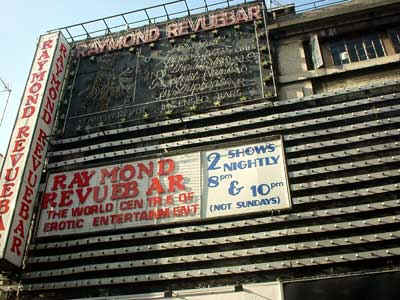 RAYMOND REVUEBAR
RAYMOND REVUEBAR
RAYMOND
REVUEBAR
THE WORLD CENTRE OF
EROTIC ENTERTAINMENT
2 SHOWS
NIGHTLY
8pm
& 10pm
(NOT SUNDAYS)